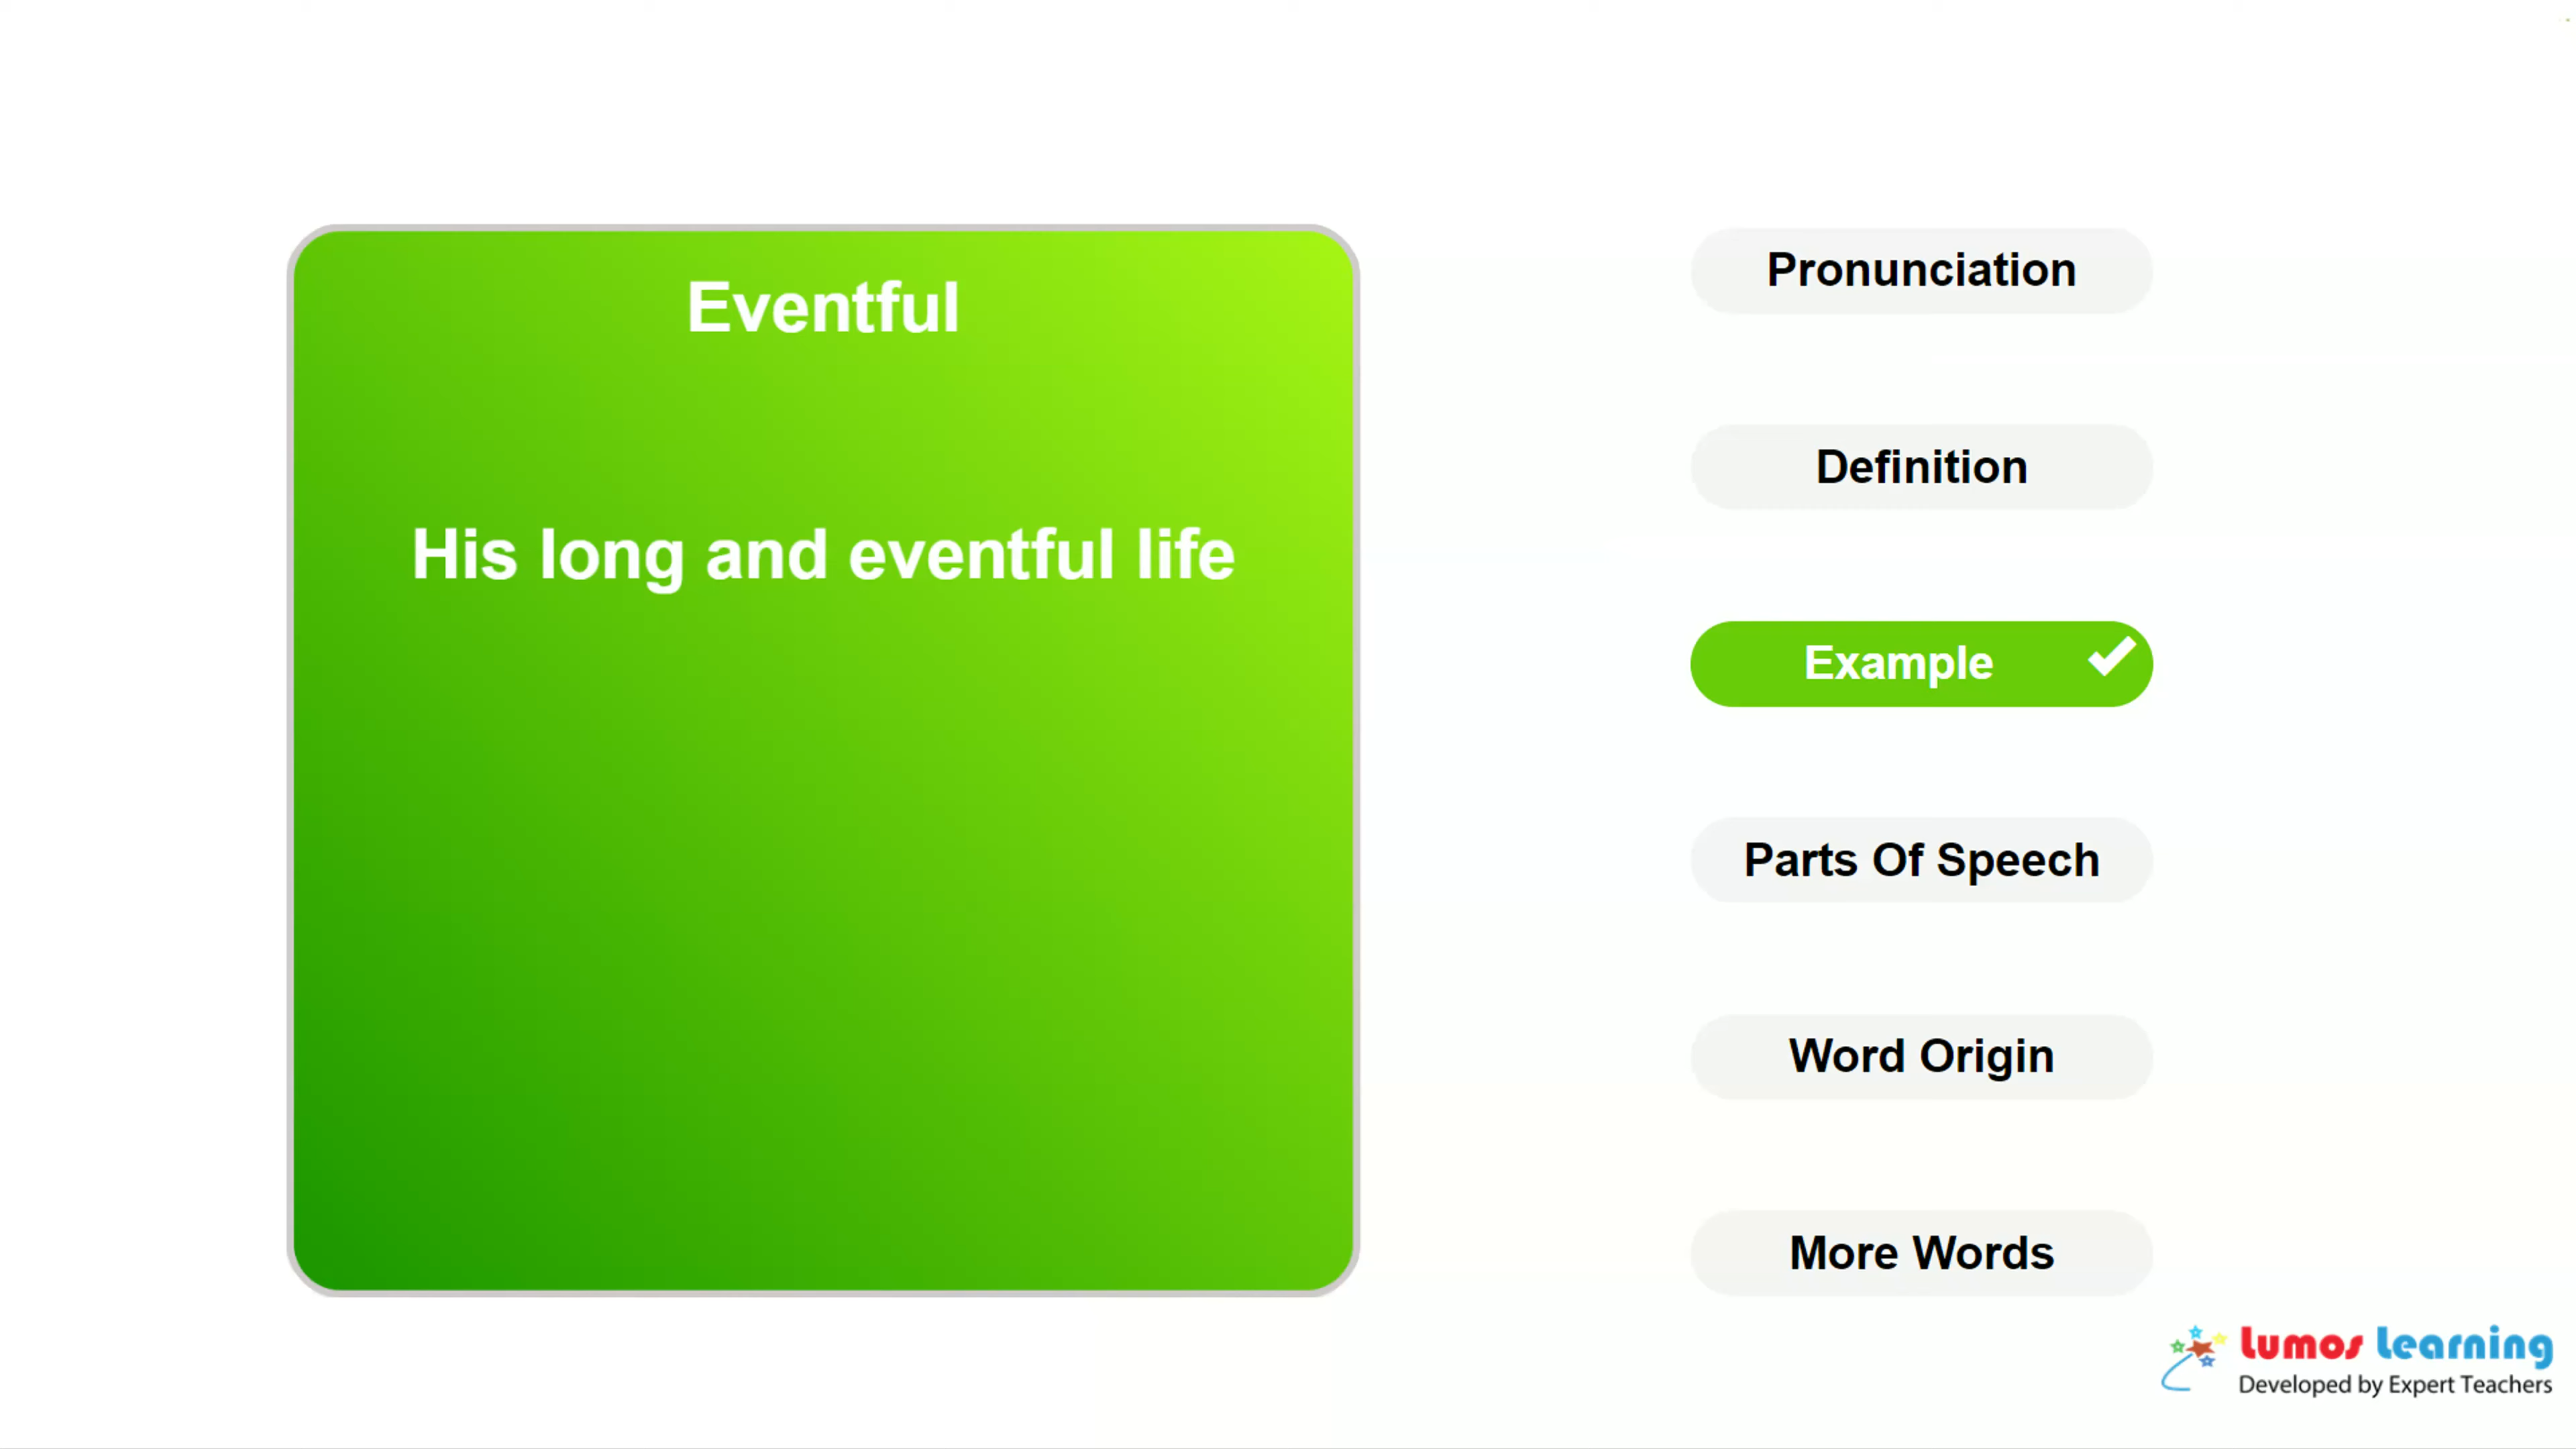 Eventful
His long and eventful life
Pronunciation
Definition
Example
Parts Of Speech
Word Origin
More Words
Lumos Learning
Developed by Expert Teachers